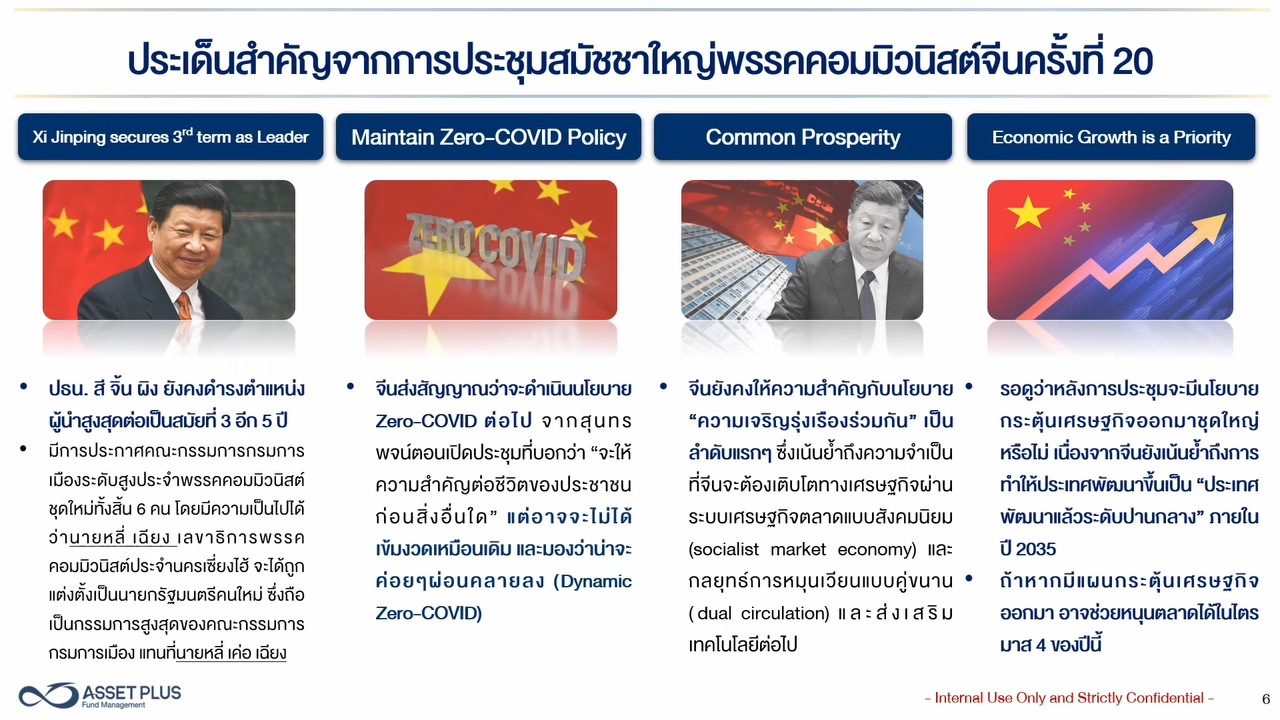 ประเด็นสำคัญจากการประชุมสมัชชาใหญ่พรรคคอมมิวนิสต์จีนครั้งที่ 20
Xi Jinping secures 3rd term as Leader
Maintain Zero-COVID Policy
Common Prosperity
Economic Growth is a Priority
ZERO COVID
• ปธน. สี จิ้น ผิง ยังคงดำรงตำแหน่ง
ผู้นำสูงสุดต่อเป็นสมัยที่ 3 อีก 5 ปี
• มีการประกาศคณะกรรมการกรมการ
เมืองระดับสูงประจำพรรคคอมมิวนิสต์
ชุดใหม่ทั้งสิ้น 6 คน โดยมีความเป็นไปได้
ว่านายหลี่ เฉียง เลขาธิการพรรค
คอมมิวนิสต์ประจำนครเซี่ยงไฮ้ จะได้ถูก
แต่งตั้งเป็นนายกรัฐมนตรีคนใหม่ ซึ่งถือ
เป็นกรรมการสูงสุดของคณะกรรมการ
กรมการเมือง แทนที่นายหลี่ เค่อ เฉียง
• จีนส่งสัญญาณว่าจะดำเนินนโยบาย
Zero-COVID ต่อไป จากสุนทร
พจน์ตอนเปิดประชุมที่บอกว่า “จะให้
ความสำคัญต่อชีวิตของประชาชน
ก่อนสิ่งอื่นใด” แต่อาจจะไม่ได้
เข้มงวดเหมือนเดิม และมองว่าน่าจะ
ค่อยๆผ่อนคลายลง (Dynamic
Zero-COVID)
• จีนยังคงให้ความสำคัญกับนโยบาย
“ความเจริญรุ่งเรืองร่วมกัน” เป็น
ลำดับแรกๆ ซึ่งเน้นย้ำถึงความจำเป็น
ที่จีนจะต้องเติบโตทางเศรษฐกิจผ่าน
ระบบเศรษฐกิจตลาดแบบสังคมนิยม
(socialist market economy) และ
กลยุทธ์การหมุนเวียนแบบคู่ขนาน
( dual circulation) และส่งเสริม
เทคโนโลยีต่อไป
• รอดูว่าหลังการประชุมจะมีนโยบาย
กระตุ้นเศรษฐกิจออกมาชุดใหญ่
หรือไม่ เนื่องจากจีนยังเน้นย้ำถึงการ
ทำให้ประเทศพัฒนาขึ้นเป็น “ประเทศ
พัฒนาแล้วระดับปานกลาง” ภายใน
ปี 2035
• ถ้าหากมีแผนกระตุ้นเศรษฐกิจ
ออกมา อาจช่วยหนุนตลาดได้ในไตร
มาส 4 ของปีนี้
ASSET PLUS
Fund Management
- Internal Use Only and Strictly Confidential -
6